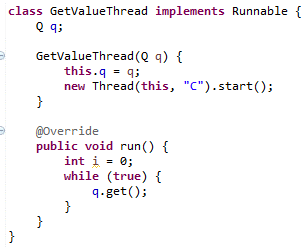 class GetValueThread implements Runnable {
    Q q;

    GetValueThread(Q q) {
        this.q = q;
        new Thread(this, "C").start();
    }

    @Override
    public void run() {
        int i = 0;
        while (true) {
            q.get();
        }
    }
}